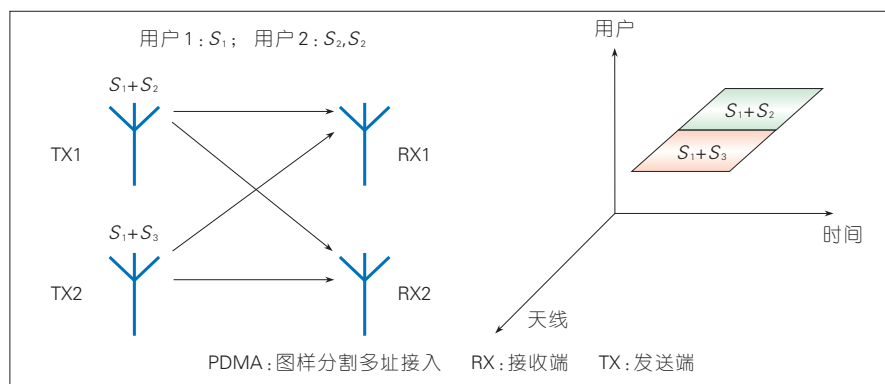 用户1:S₁; 用户2:S₂,S₂
S₁+S₂
TX1
RX1
S₁+S₃
TX2
RX2
用户
S₁+S₂
S₁+S₃
时间
天线
PDMA:图样分割多址接入 RX:接收端 TX:发送端